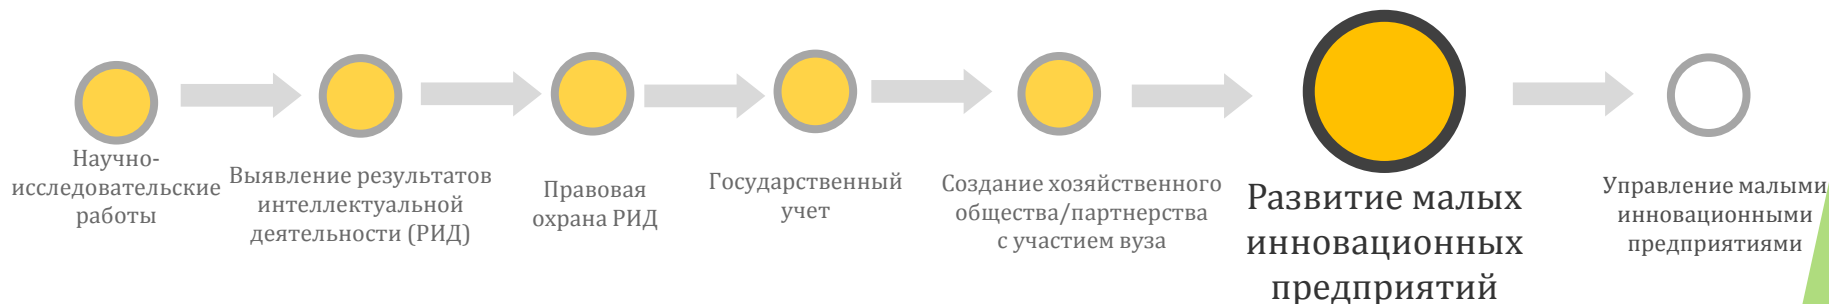 Научно-
исследовательские
работы
Выявление результатов
интеллектуальной
деятельности (РИД)
Правовая
охрана РИД
Государственный
учет
Создание хозяйственного
общества/партнерства
с участием вуза
Развитие малых
инновационных
предприятий
Управление малыми
инновационными
предприятиями